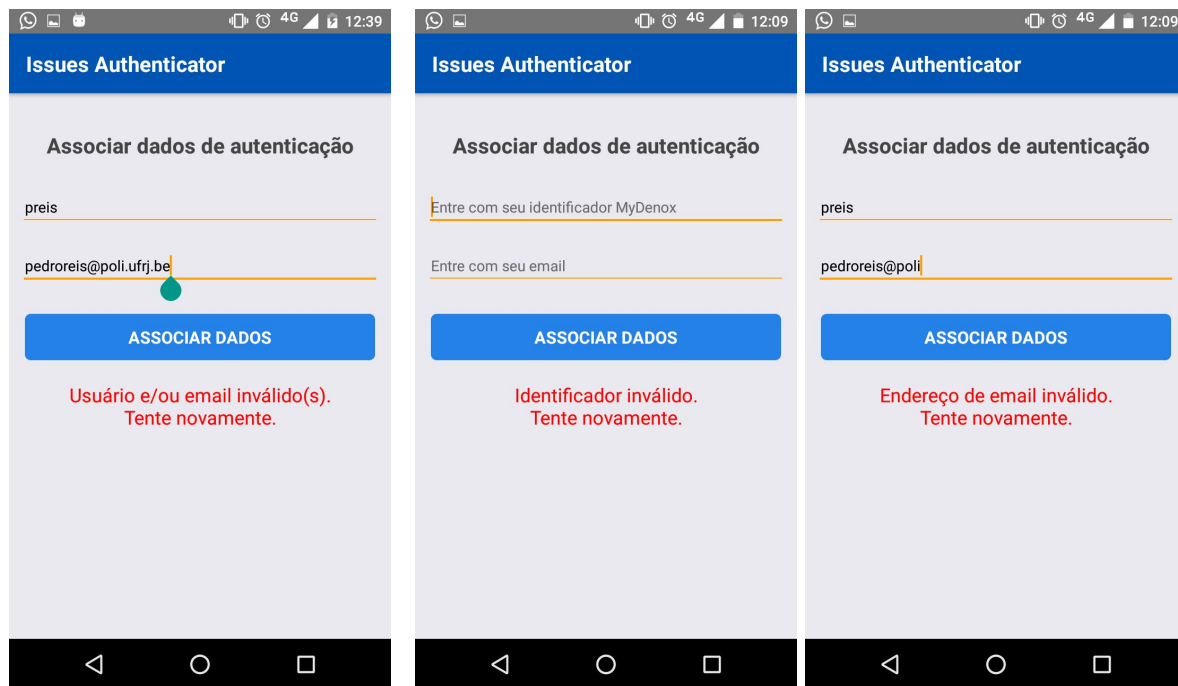 4G 12:39
Issues Authenticator
Associar dados de autenticação
preis
pedroreis@poli.ufrj.be
ASSOCIAR DADOS
Usuário e/ou email inválido(s).
Tente novamente.
4G 12:09
Issues Authenticator
Associar dados de autenticação
Entre com seu identificador MyDenox
Entre com seu email
ASSOCIAR DADOS
Identificador inválido.
Tente novamente.
4G 12:09
Issues Authenticator
Associar dados de autenticação
preis
pedroreis@poli
ASSOCIAR DADOS
Endereço de email inválido.
Tente novamente.